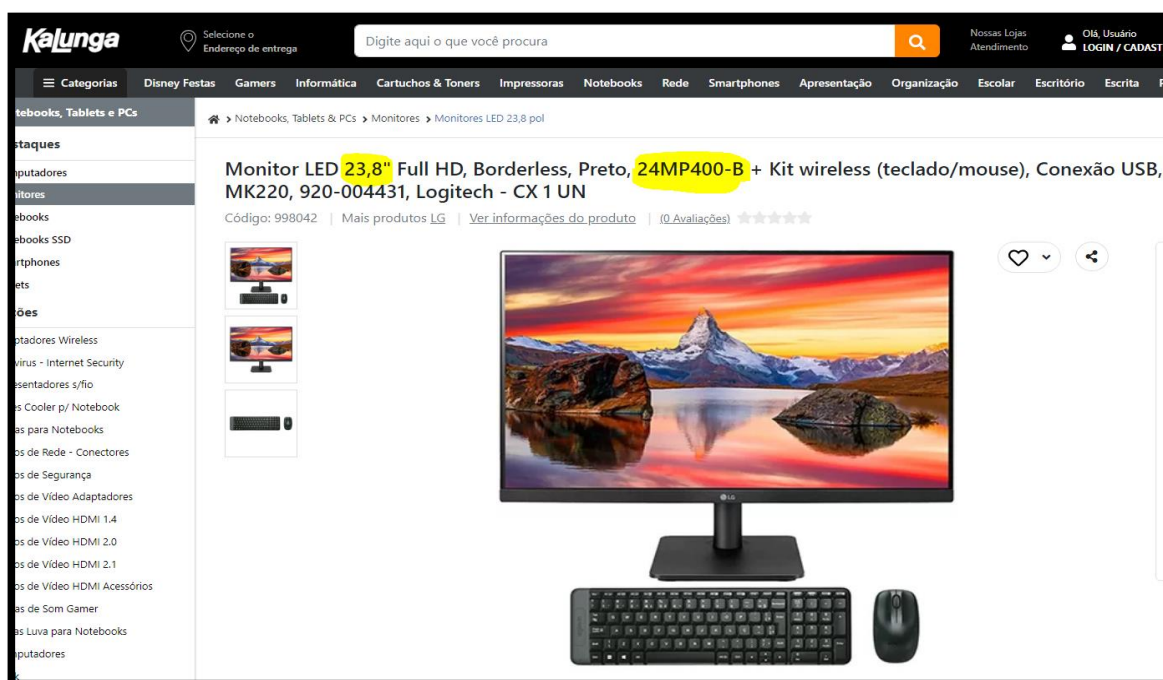 Kalunga
Selecione o
Endereço de entrega
Digite aqui o que você procura
Nossas Lojas
Atendimento
Olá, Usuário
LOGIN / CADAST
Categorias Disney Festas Gamers Informática Cartuchos & Toners Impressoras Notebooks Rede Smartphones Apresentação Organização Escolar Escritório Escrita
tebooks, Tablets e PCs
Notebooks, Tablets & PCs Monitores Monitores LED 23,8 pol
staques
nputadores
nitores
ebooks
ebooks SSD
rtphones
ets
ções
ptadores Wireless
virus - Internet Security
esentadores s/fio
es Cooler p/ Notebook
as para Notebooks
os de Rede - Conectores
os de Segurança
os de Vídeo Adaptadores
os de Vídeo HDMI 1.4
os de Vídeo HDMI 2.0
os de Vídeo HDMI 2.1
os de Vídeo HDMI Acessórios
as de Som Gamer
as Luva para Notebooks
nputadores
Monitor LED 23,8" Full HD, Borderless, Preto, 24MP400-B + Kit wireless (teclado/mouse), Conexão USB,
MK220, 920-004431, Logitech - CX 1 UN
Código: 998042 | Mais produtos LG | Ver informações do produto | (0 Avaliações)
LG